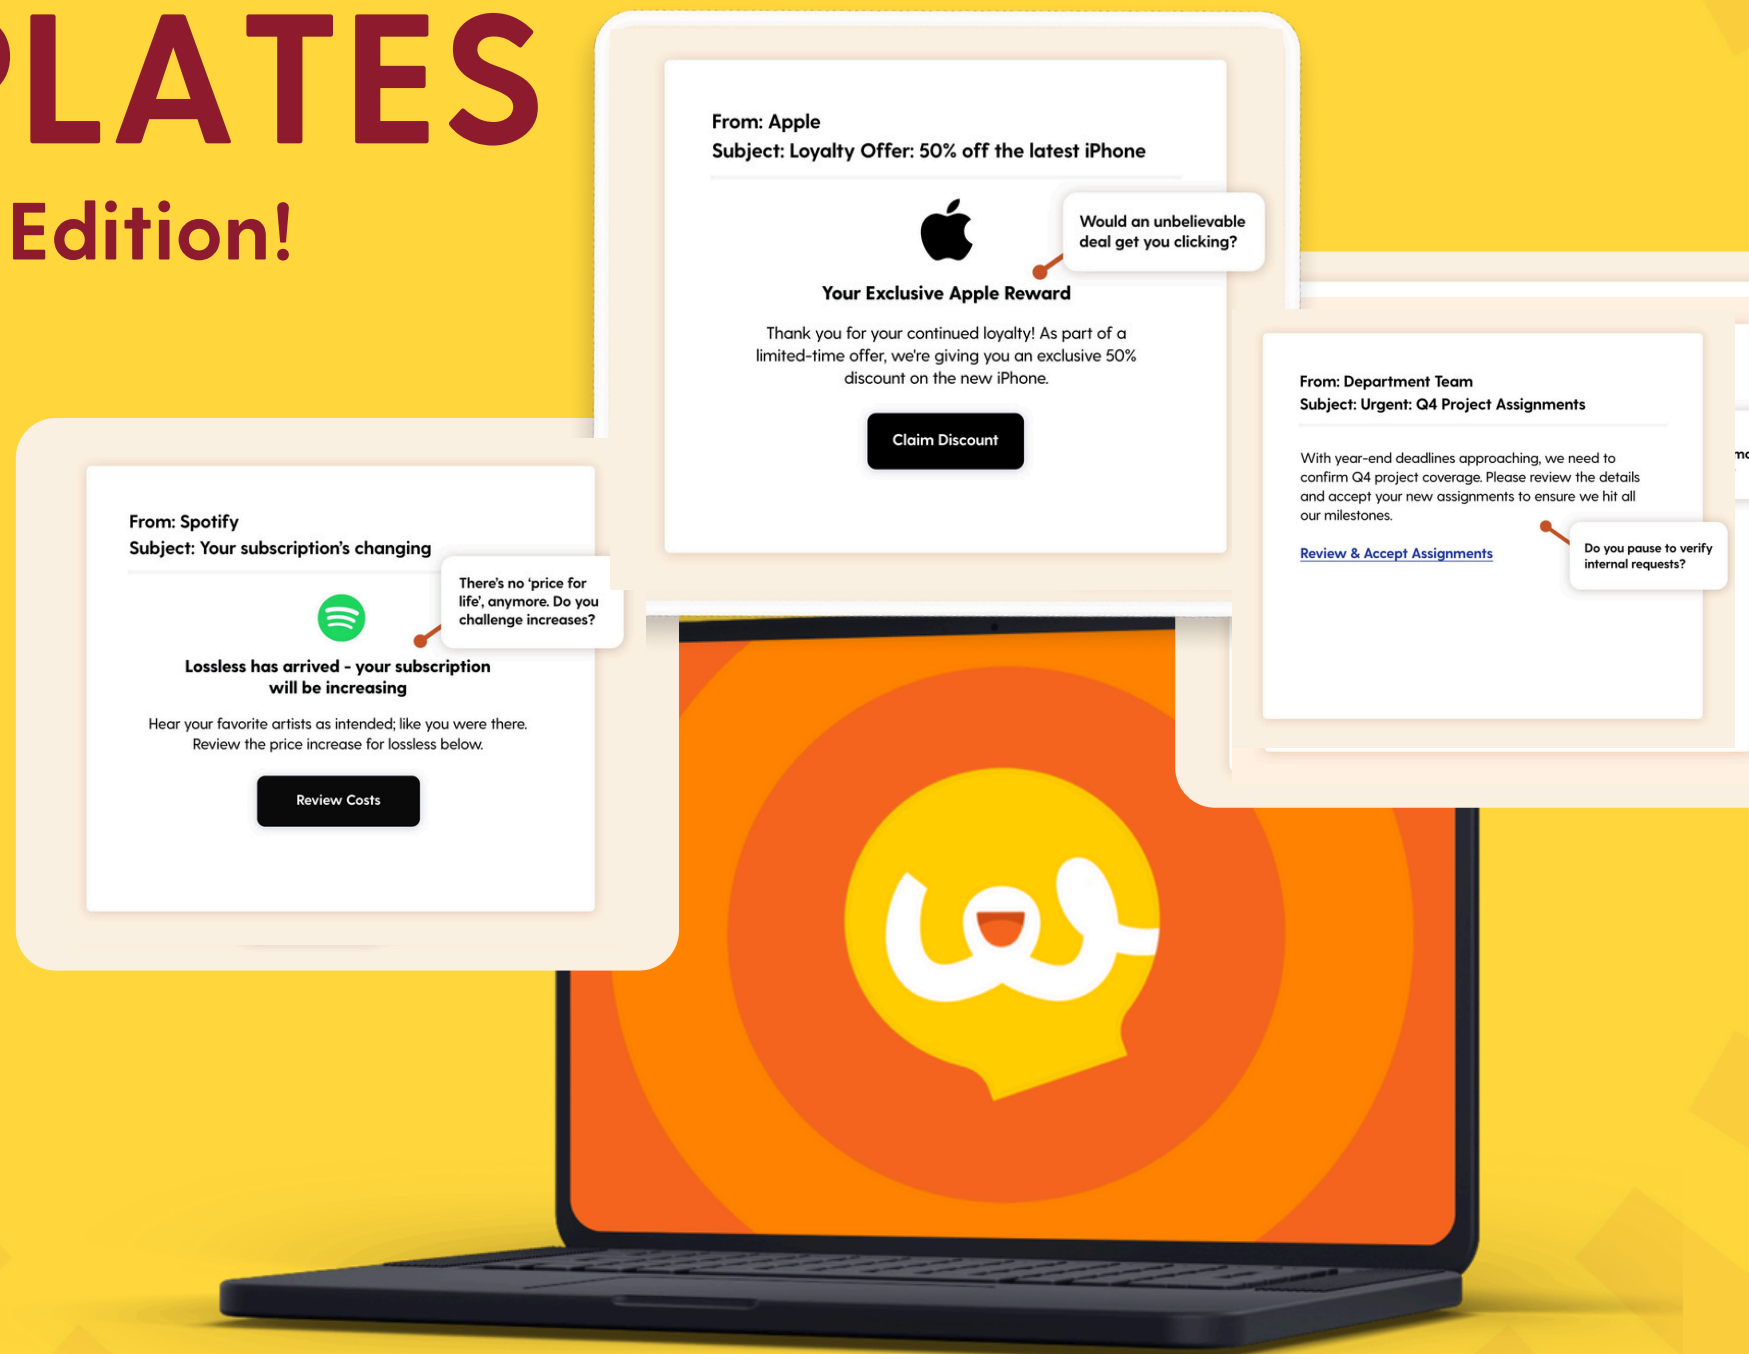 PLATES
Edition!
From: Apple
Subject: Loyalty Offer: 50% off the latest iPhone
Would an unbelievable
deal get you clicking?
Your Exclusive Apple Reward
Thank you for your continued loyalty! As part of a
limited-time offer, we're giving you an exclusive 50%
discount on the new iPhone.
Claim Discount
From: Department Team
Subject: Urgent: Q4 Project Assignments
With year-end deadlines approaching, we need to
confirm Q4 project coverage. Please review the details
and accept your new assignments to ensure we hit all
our milestones.
Do you pause to verify
internal requests?
Review & Accept Assignments
From: Spotify
Subject: Your subscription's changing
There's no ‘price for
life’, anymore. Do you
challenge increases?
Lossless has arrived - your subscription
will be increasing
Hear your favorite artists as intended; like you were there.
Review the price increase for lossless below.
Review Costs